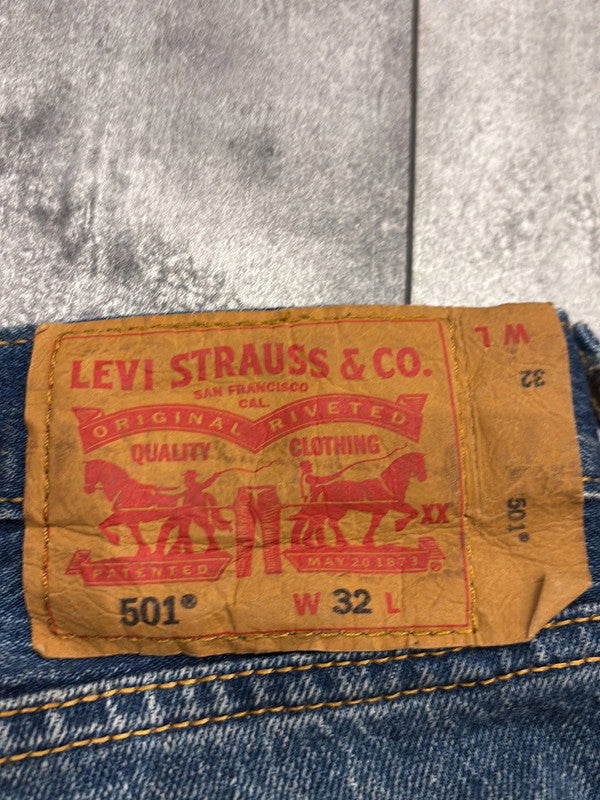 LEVI STRAUSS & CO.
SAN FRANCISCO
CAL.
ORIGINAL RIVETED
QUALITY CLOTHING
XX
PATENTED MAY 20 1873 ®
501® W 32 L
W L
32
501®